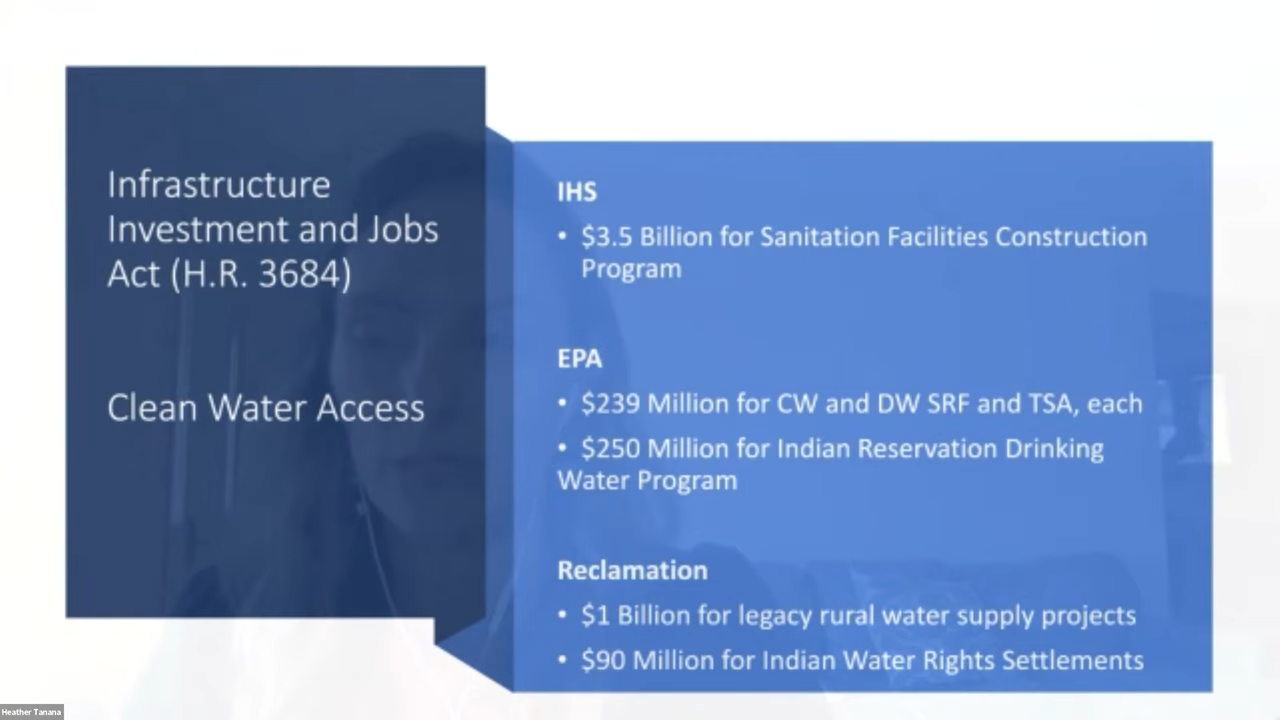 Infrastructure
Investment and Jobs
Act (H.R. 3684)
Clean Water Access
IHS
• $3.5 Billion for Sanitation Facilities Construction
Program
EPA
• $239 Million for CW and DW SRF and TSA, each
• $250 Million for Indian Reservation Drinking
Water Program
Reclamation
• $1 Billion for legacy rural water supply projects
• $90 Million for Indian Water Rights Settlements
Heather Tanana